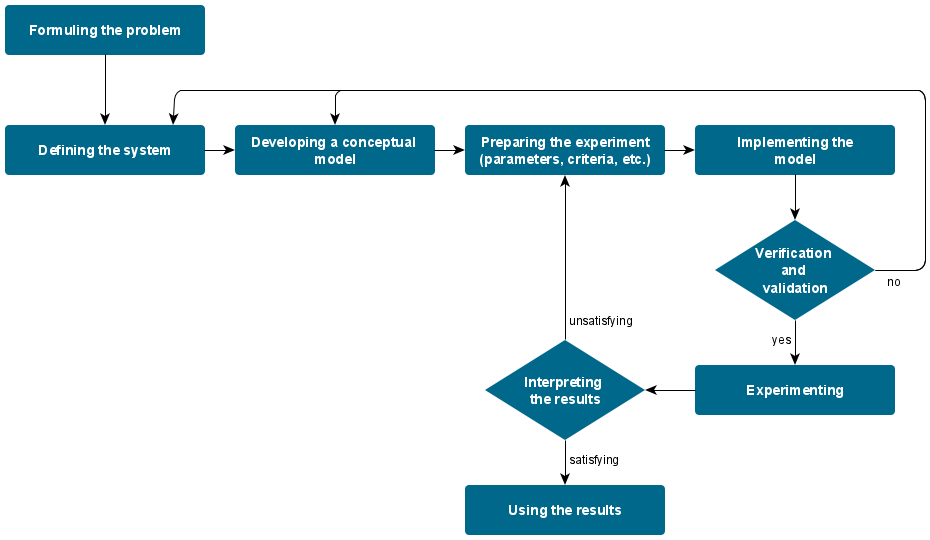 Formuling the problem
Defining the system
Developing a conceptual
model
Preparing the experiment
(parameters, criteria, etc.)
Implementing the
model
Verification
and
validation
no
yes
unsatisfying
Interpreting
the results
Experimenting
satisfying
Using the results